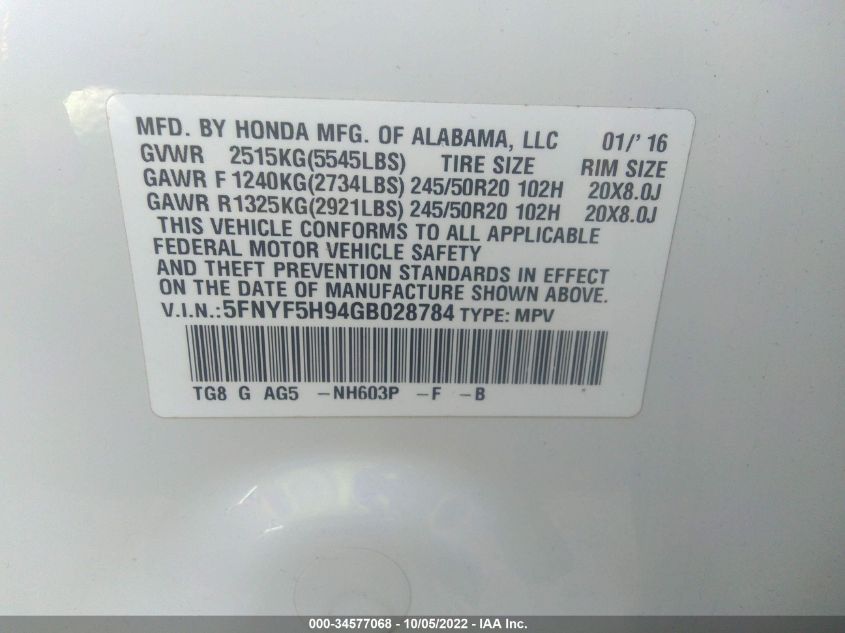 MFD. BY HONDA MFG. OF ALABAMA, LLC 01/'16
GVWR 2515KG(5545LBS) TIRE SIZE RIM SIZE
GAWR F 1240KG(2734LBS) 245/50R20 102H 20X8.0J
GAWR R1325KG(2921LBS) 245/50R20 102H 20X8.0J
THIS VEHICLE CONFORMS TO ALL APPLICABLE
FEDERAL MOTOR VEHICLE SAFETY
AND THEFT PREVENTION STANDARDS IN EFFECT
ON THE DATE OF MANUFACTURE SHOWN ABOVE.
V.I.N.:5FNYF5H94GB028784 TYPE: MPV
TG8 G AG5 -NH603P -F -B
000-34577068 - 10/05/2022 - IAA Inc.